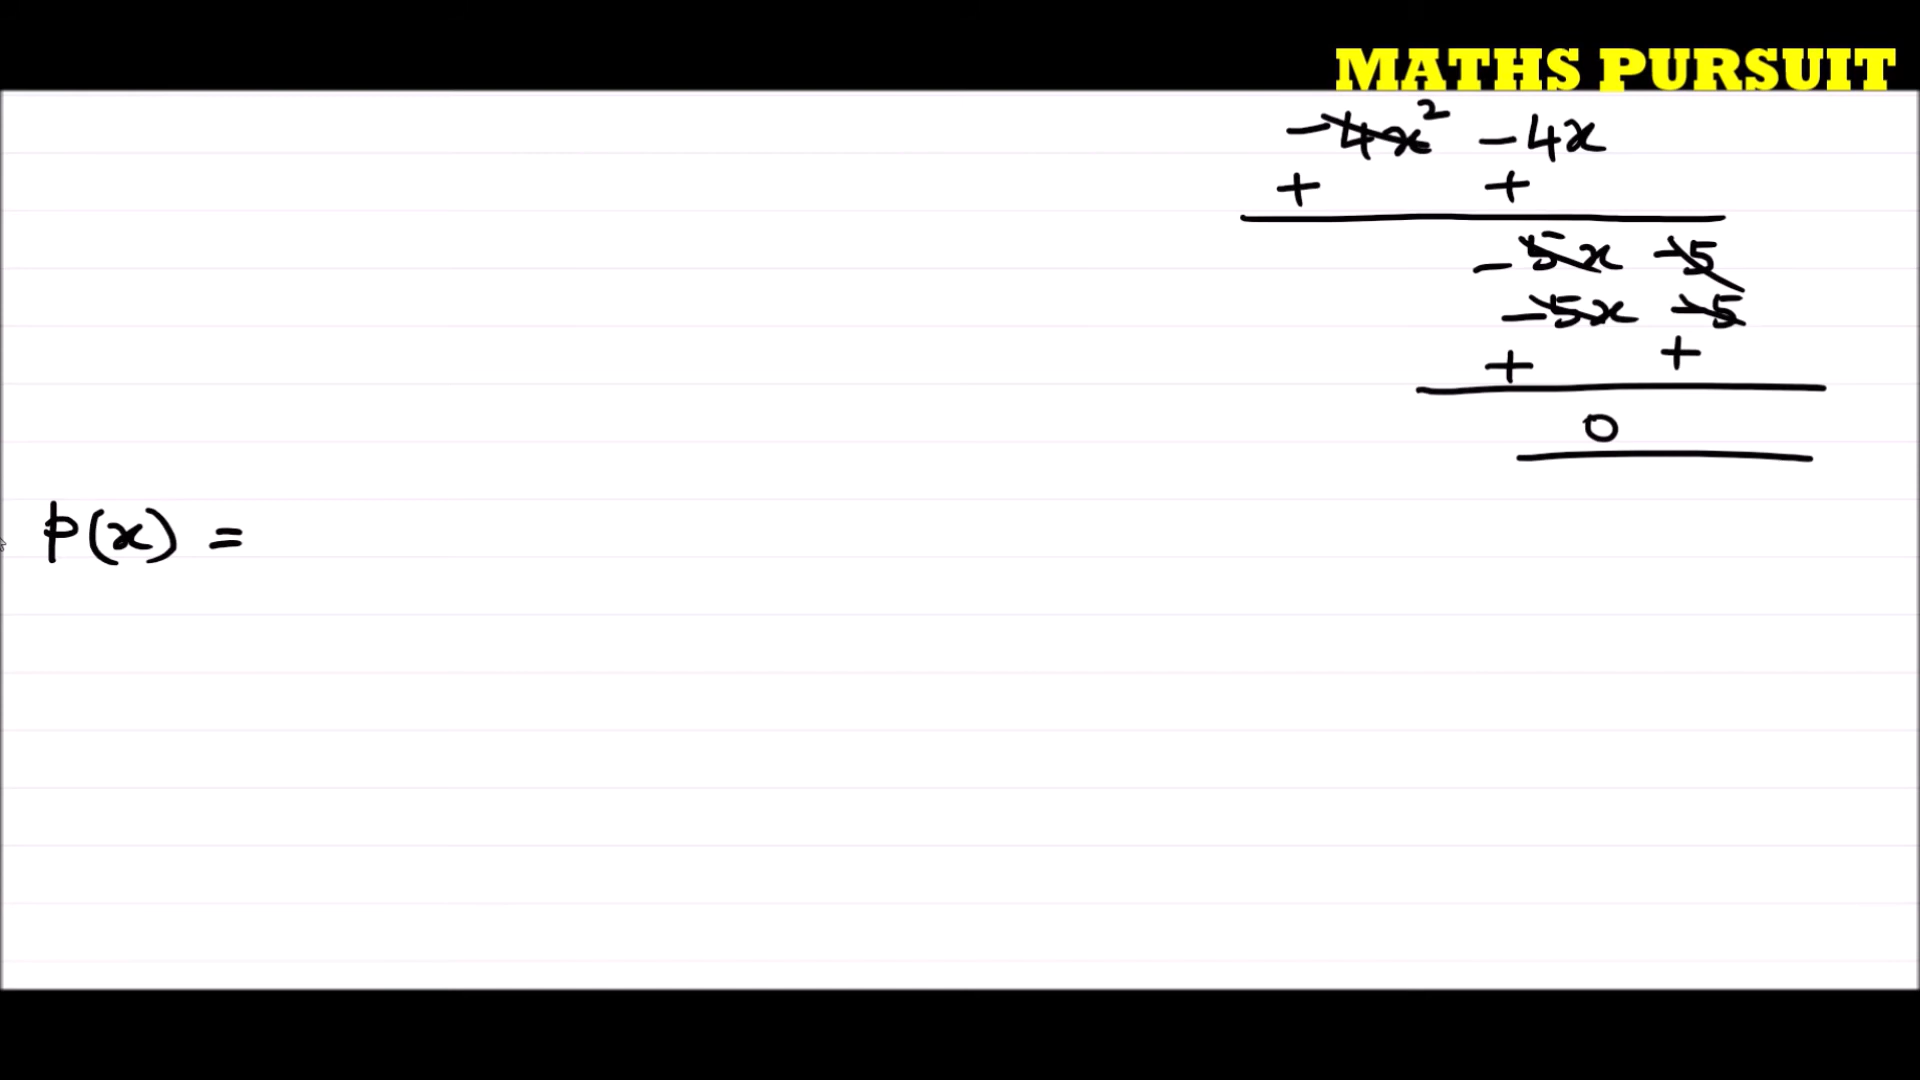 MATHS PURSUIT
-4x² -4x
+ +
-5x -5
-5x -5
+ +
0
p(x) =